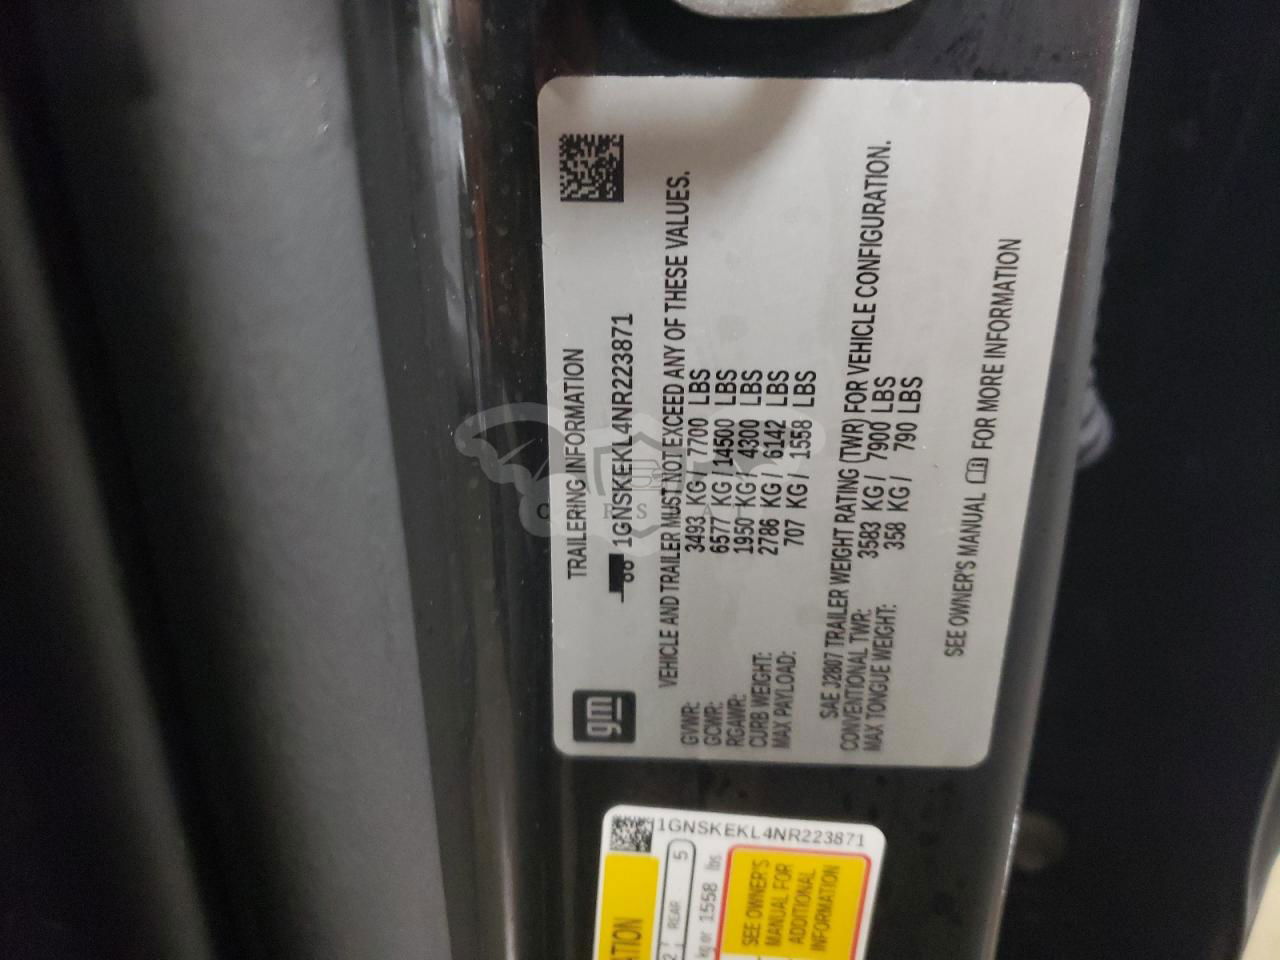 gm
TRAILERING INFORMATION
1GNSKEKL4NR223871
VEHICLE AND TRAILER MUST NOT EXCEED ANY OF THESE VALUES.
GVWR: 3493 KG / 7700 LBS
GCWR: 6577 KG / 14500 LBS
RGAWR: 1950 KG / 4300 LBS
CURB WEIGHT: 2786 KG / 6142 LBS
MAX PAYLOAD: 707 KG / 1558 LBS
SAE J2807 TRAILER WEIGHT RATING (TWR) FOR VEHICLE CONFIGURATION.
CONVENTIONAL TWR: 3583 KG / 7900 LBS
MAX TONGUE WEIGHT: 358 KG / 790 LBS
SEE OWNER'S MANUAL FOR MORE INFORMATION
1GNSKEKL4NR223871
2 REAR 5
kg or 1558 lbs
SEE OWNER'S
MANUAL FOR
ADDITIONAL
INFORMATION